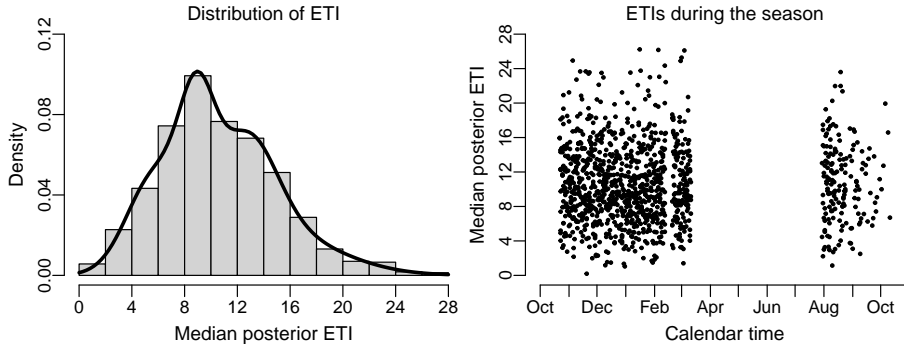 Distribution of ETI
Density
0.00 0.04 0.08 0.12
0 4 8 12 16 20 24 28
Median posterior ETI
ETIs during the season
Median posterior ETI
0 4 8 12 16 20 24 28
Oct Dec Feb Apr Jun Aug Oct
Calendar time